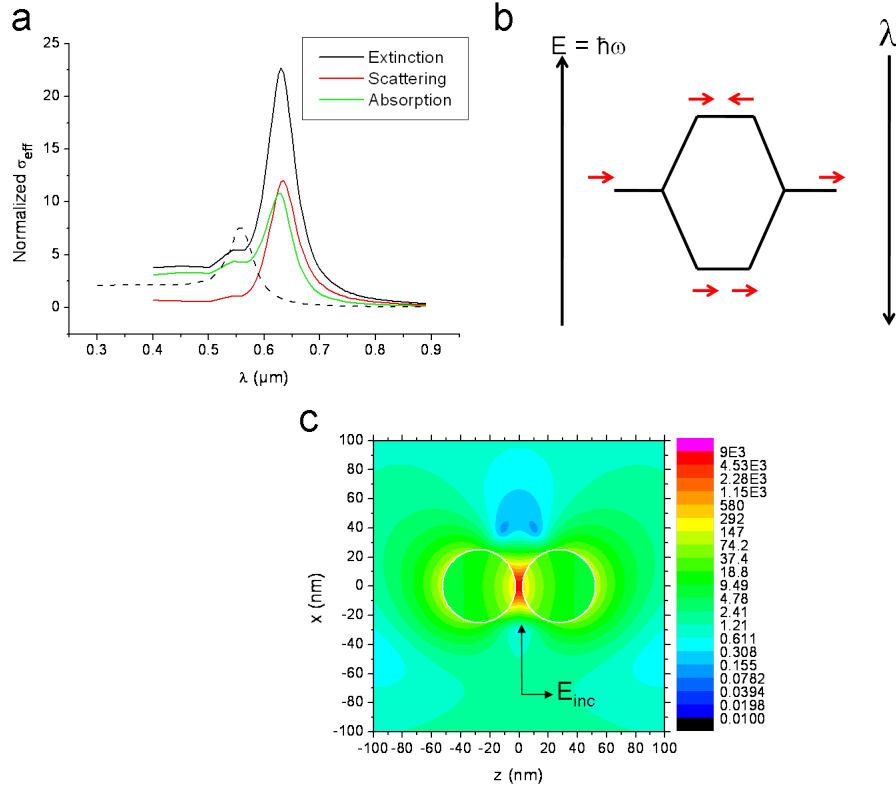 a
25
20
15
10
5
0
Normalized σeff
0.3 0.4 0.5 0.6 0.7 0.8 0.9
λ (µm)
Extinction
Scattering
Absorption
b
E = ħω
λ
c
100
80
60
40
20
0
-20
-40
-60
-80
-100
x (nm)
-100 -80 -60 -40 -20 0 20 40 60 80 100
z (nm)
Einc
9E3
4.53E3
2.28E3
1.15E3
580
292
147
74.2
37.4
18.8
9.49
4.78
2.41
1.21
0.611
0.308
0.155
0.0782
0.0394
0.0198
0.0100